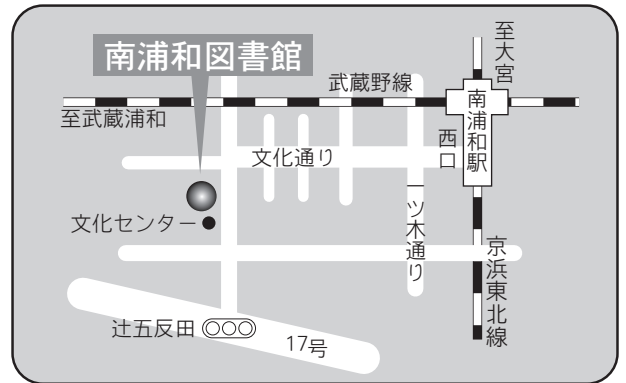 南浦和図書館
至大宮
武蔵野線
至武蔵浦和
南浦和駅
西口
文化通り
一ツ木通り
文化センター
京浜東北線
辻五反田
17号